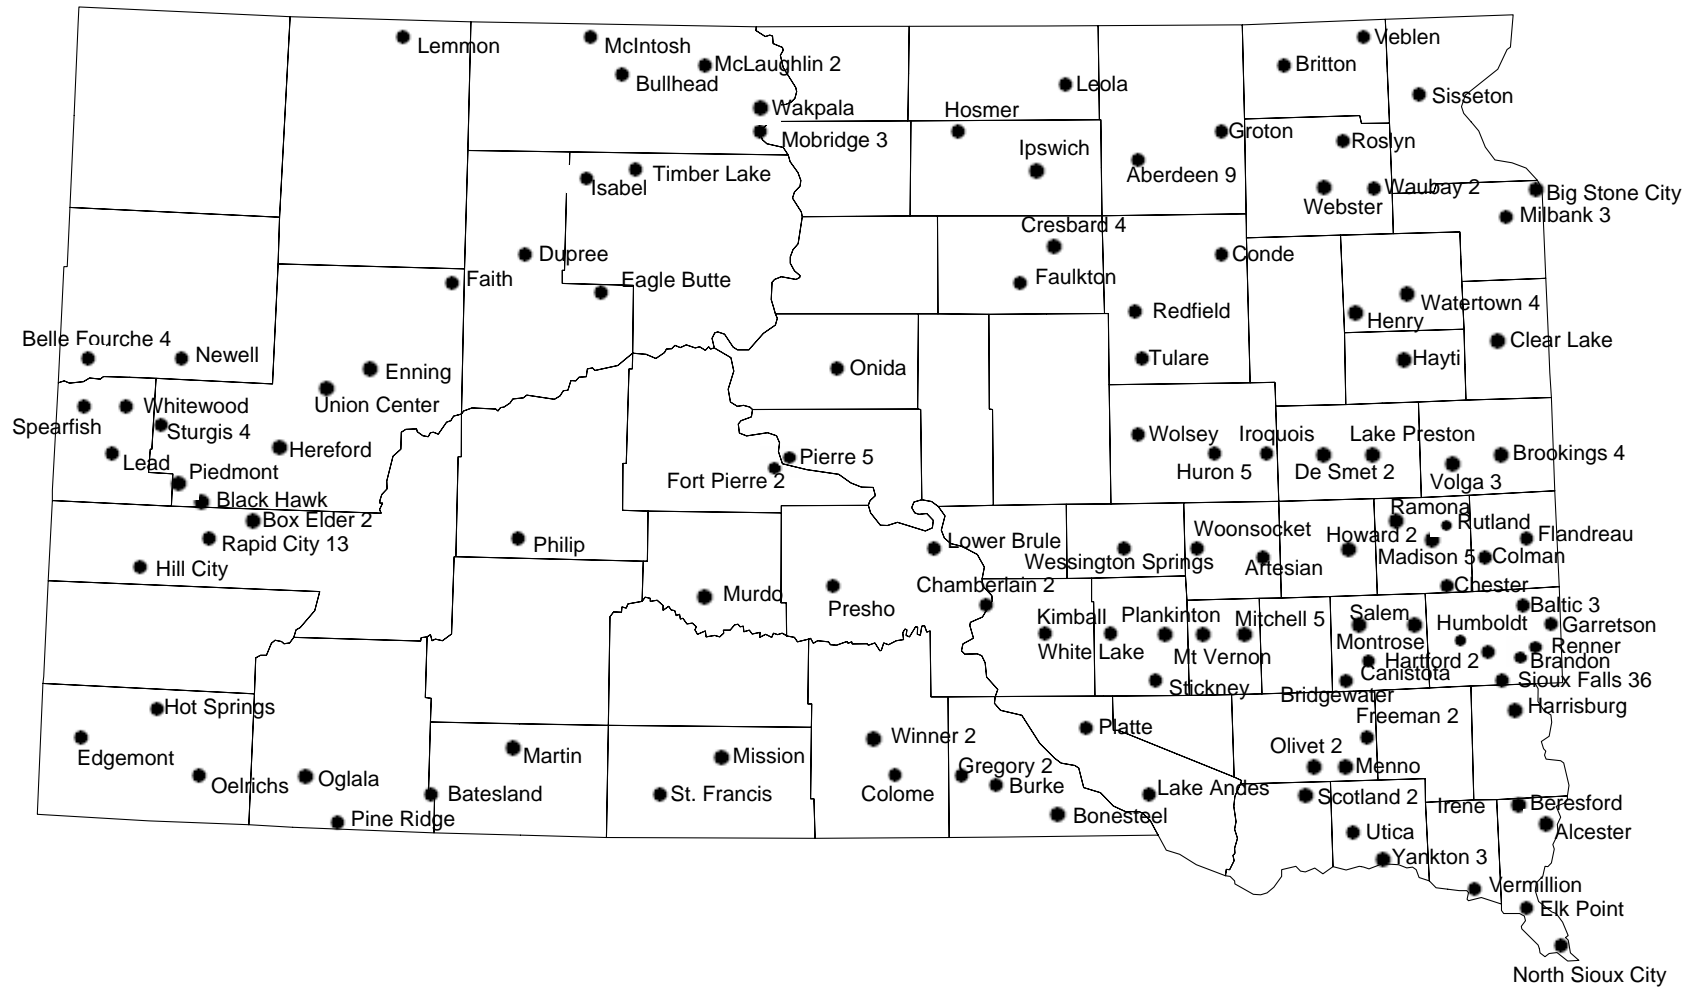 Lemmon
McIntosh
McLaughlin 2
Bullhead
Wakpala
Mobridge 3
Hosmer
Leola
Britton
Veblen
Sisseton
Groton
Roslyn
Ipswich
Aberdeen 9
Timber Lake
Isabel
Webster
Waubay 2
Big Stone City
Milbank 3
Cresbard 4
Conde
Dupree
Faith
Eagle Butte
Faulkton
Redfield
Watertown 4
Henry
Belle Fourche 4
Newell
Clear Lake
Tulare
Hayti
Enning
Onida
Union Center
Whitewood
Spearfish
Sturgis 4
Hereford
Lead
Piedmont
Black Hawk
Box Elder 2
Rapid City 13
Hill City
Wolsey
Iroquois
Lake Preston
Huron 5
De Smet 2
Volga 3
Brookings 4
Pierre 5
Fort Pierre 2
Ramona
Rutland
Flandreau
Philip
Lower Brule
Woonsocket
Howard 2
Wessington Springs
Artesian
Madison 5
Colman
Chester
Murdo
Presho
Chamberlain 2
Kimball
Plankinton
Mitchell 5
Salem
Baltic 3
Humboldt
Garretson
White Lake
Mt Vernon
Montrose
Hartford 2
Renner
Brandon
Canistota
Stickney
Bridgewater
Sioux Falls 36
Hot Springs
Freeman 2
Harrisburg
Edgemont
Platte
Winner 2
Olivet 2
Menno
Martin
Mission
Oelrichs
Oglala
Gregory 2
Burke
Colome
Lake Andes
Batesland
St. Francis
Scotland 2
Irene
Beresford
Bonesteel
Pine Ridge
Utica
Alcester
Yankton 3
Vermillion
Elk Point
North Sioux City